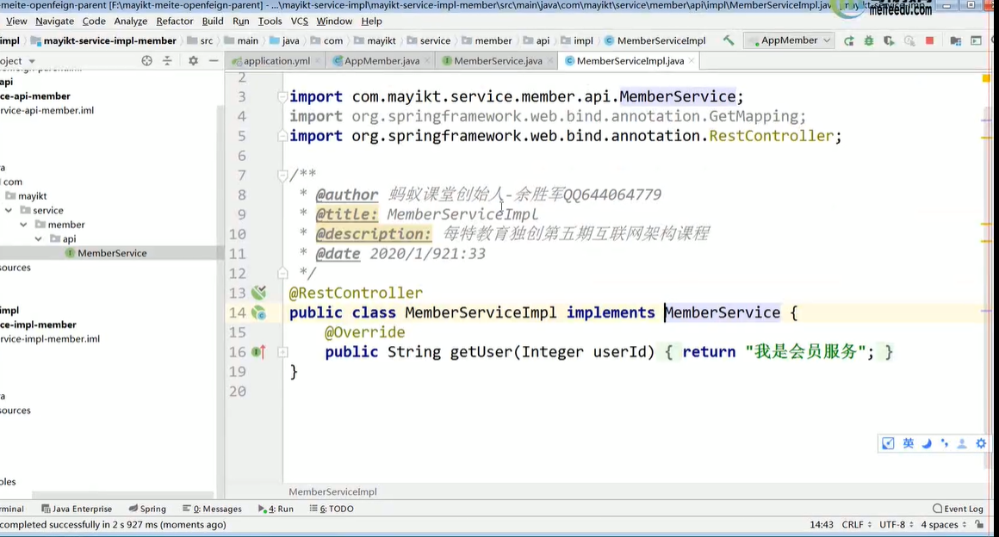 -meite-openfeign-parent [F:\mayikt-meite-openfeign-parent] - ...\mayikt-service-impl\mayikt-service-impl-member\src\main\java\com\mayikt\service\member\api\impl\MemberServiceImpl.java
meneedu.com
View Navigate Code Analyze Refactor Build Run Tools VCS Window Help
impl mayikt-service-impl-member src main java com mayikt service member api impl MemberServiceImpl AppMember
oject application.yml AppMember.java MemberService.java MemberServiceImpl.java
api
ce-api-member
rvice-api-member.iml
a
com
mayikt
service
member
api
MemberService
sources
impl
ce-impl-member
rvice-impl-member.iml
a
sources
oles
2
3 import com.mayikt.service.member.api.MemberService;
4 import org.springframework.web.bind.annotation.GetMapping;
5 import org.springframework.web.bind.annotation.RestController;
6
7 /**
8 * @author 蚂蚁课堂创始人-余胜军QQ644064779
9 * @title: MemberServiceImpl
10 * @description: 每特教育独创第五期互联网架构课程
11 * @date 2020/1/921:33
12 */
13 @RestController
14 public class MemberServiceImpl implements MemberService {
15 @Override
16 public String getUser(Integer userId) { return "我是会员服务"; }
19 }
20
英
MemberServiceImpl
rminal Java Enterprise Spring 0: Messages 4: Run 6: TODO Event Log
completed successfully in 2 s 927 ms (moments ago) 14:43 CRLF UTF-8 4 spaces